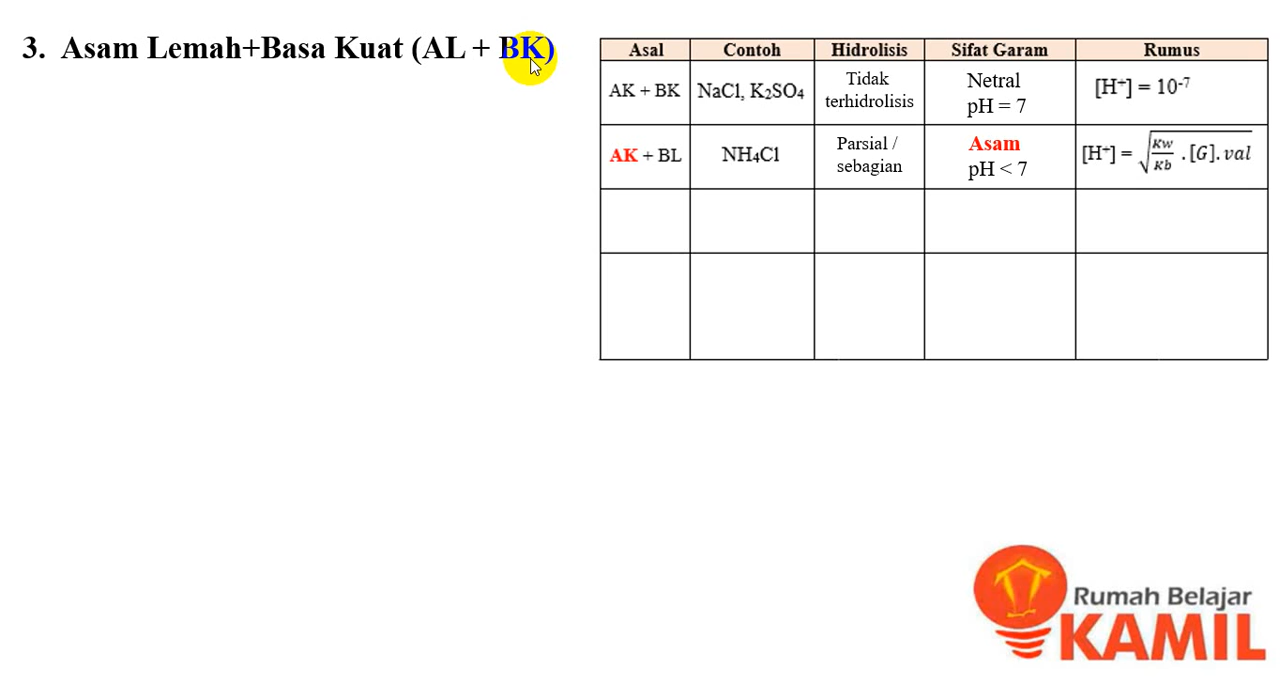 3. Asam Lemah+Basa Kuat (AL + BK)
Asal Contoh Hidrolisis Sifat Garam Rumus
AK + BK NaCl, K₂SO₄ Tidak terhidrolisis Netral pH = 7 [H⁺] = 10⁻⁷
AK + BL NH₄Cl Parsial / sebagian Asam pH < 7 [H⁺] = √(Kw/Kb . [G]. val)
Rumah Belajar
KAMIL